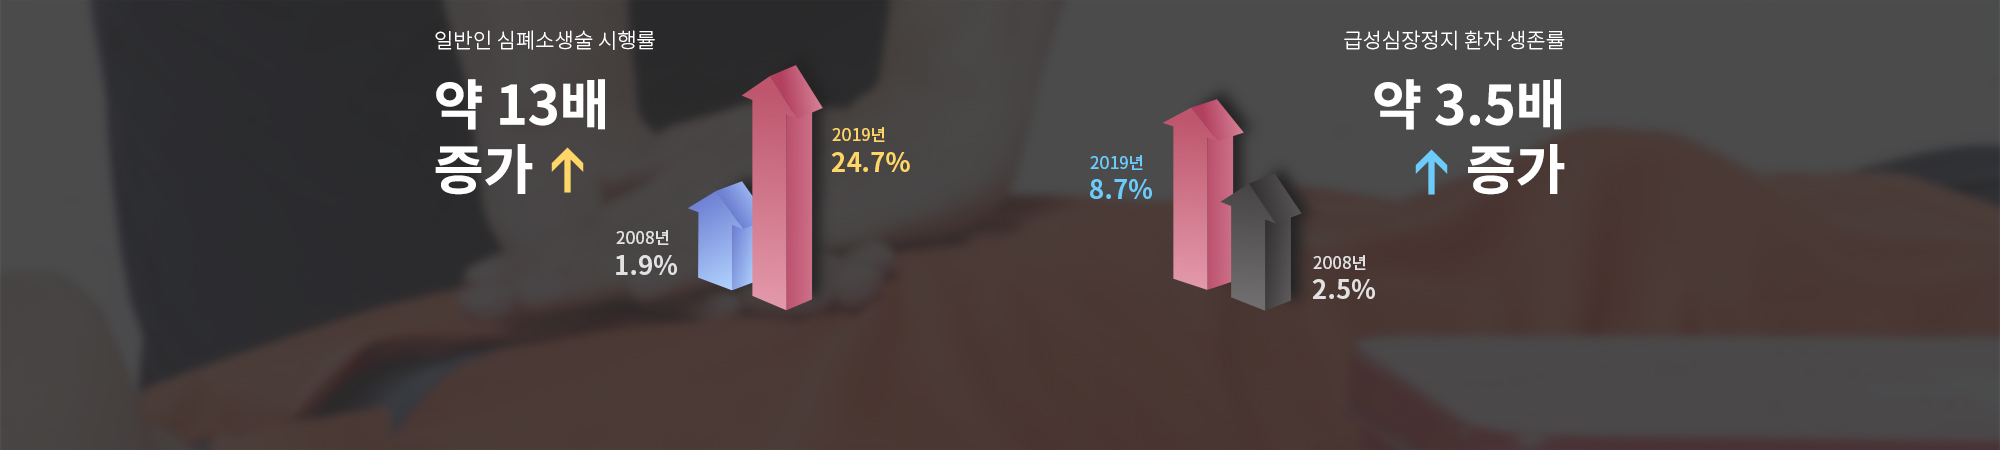 일반인 심폐소생술 시행률
약 13배
증가
2019년
24.7%
2008년
1.9%
급성심장정지 환자 생존률
약 3.5배
증가
2019년
8.7%
2008년
2.5%